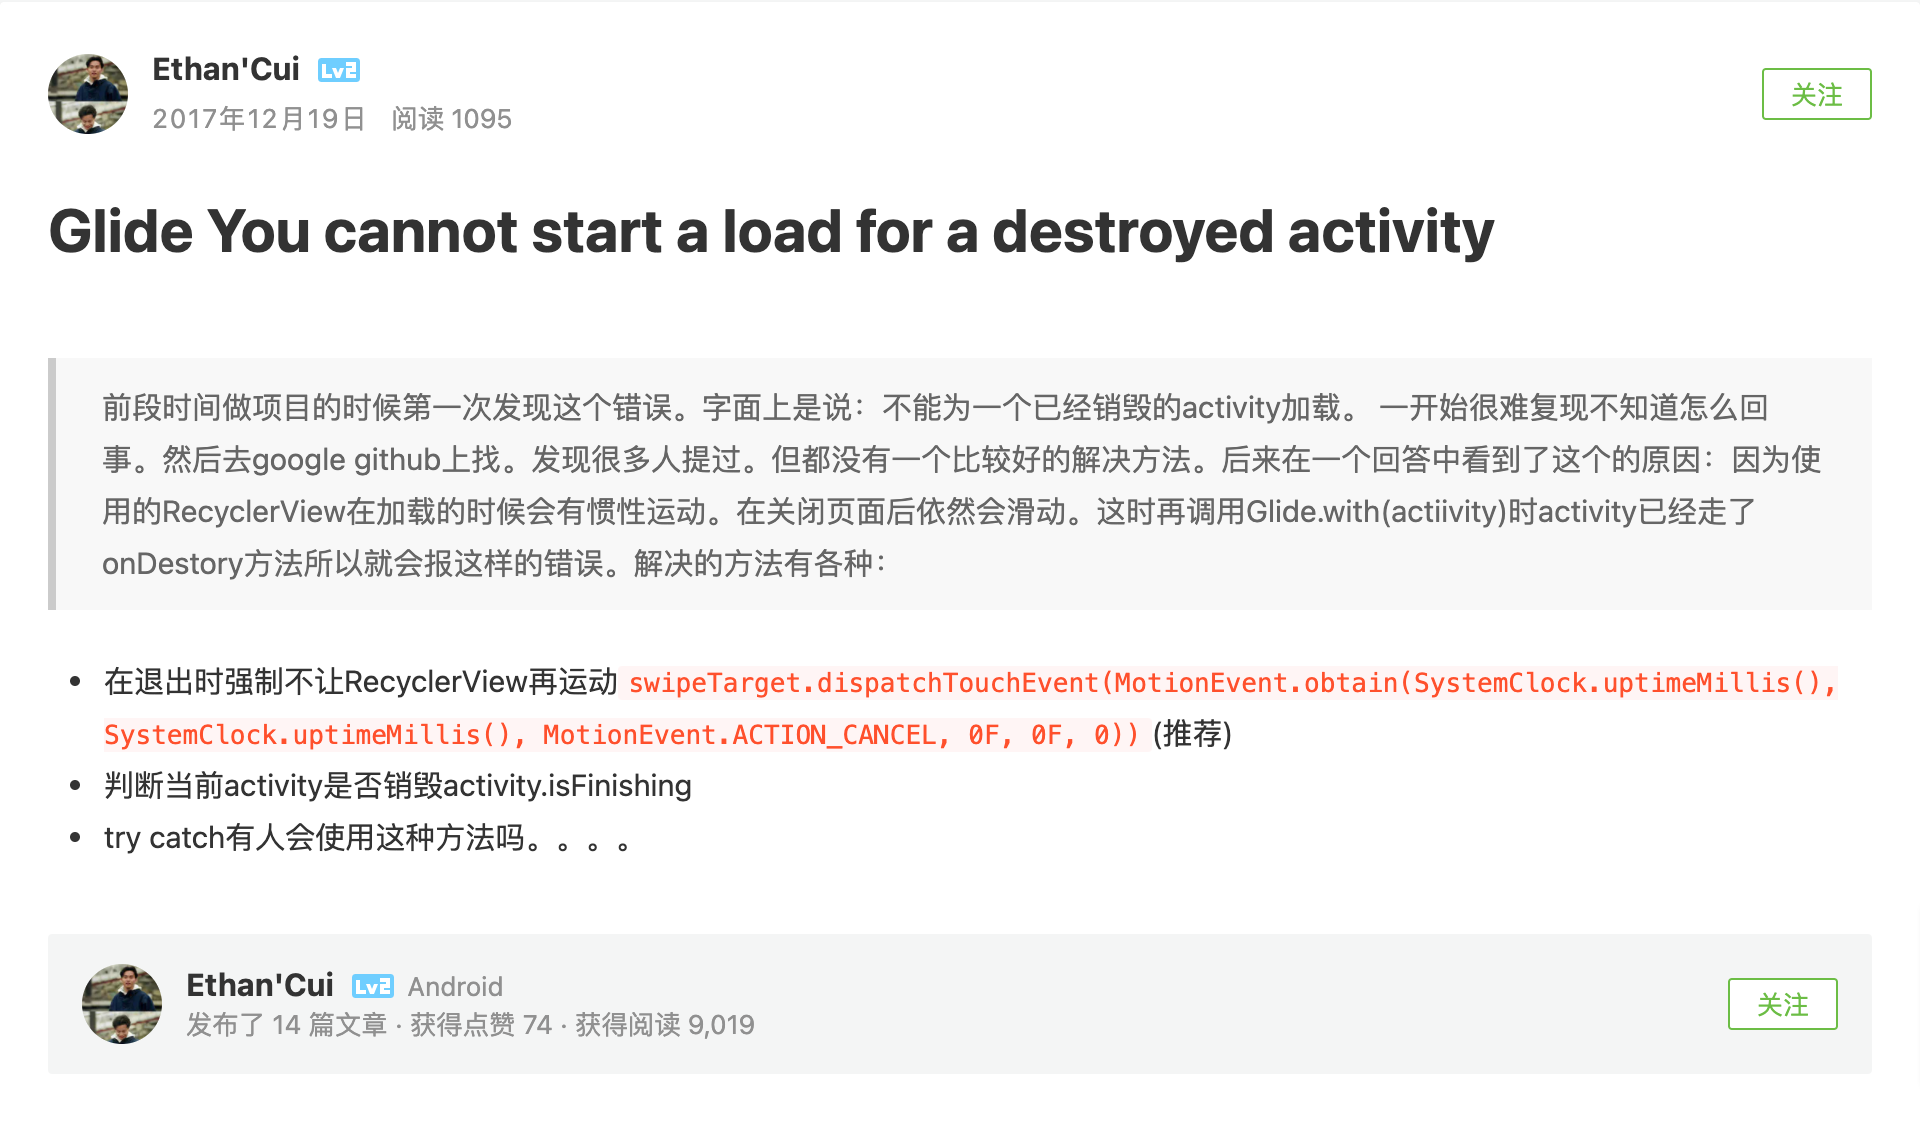 Ethan'Cui Lv2
2017年12月19日 阅读 1095
关注
Glide You cannot start a load for a destroyed activity
前段时间做项目的时候第一次发现这个错误。字面上是说：不能为一个已经销毁的activity加载。 一开始很难复现不知道怎么回
事。然后去google github上找。发现很多人提过。但都没有一个比较好的解决方法。后来在一个回答中看到了这个的原因：因为使
用的RecyclerView在加载的时候会有惯性运动。在关闭页面后依然会滑动。这时再调用Glide.with(actiivity)时activity已经走了
onDestory方法所以就会报这样的错误。解决的方法有各种：
• 在退出时强制不让RecyclerView再运动 swipeTarget.dispatchTouchEvent(MotionEvent.obtain(SystemClock.uptimeMillis(),
SystemClock.uptimeMillis(), MotionEvent.ACTION_CANCEL, 0F, 0F, 0)) (推荐)
• 判断当前activity是否销毁activity.isFinishing
• try catch有人会使用这种方法吗。。。。
Ethan'Cui Lv2 Android
发布了 14 篇文章 · 获得点赞 74 · 获得阅读 9,019
关注